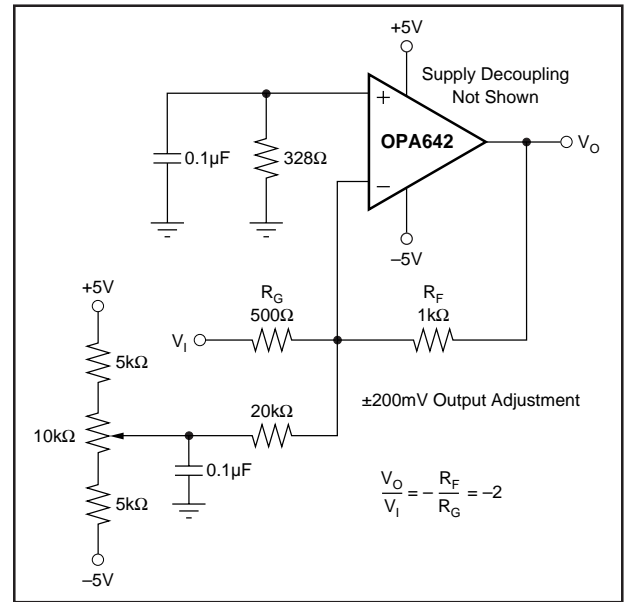 +5V
Supply Decoupling
Not Shown
+
OPA642
–
V_O
0.1µF
328Ω
–5V
+5V
R_G
500Ω
R_F
1kΩ
V_I
5kΩ
±200mV Output Adjustment
20kΩ
10kΩ
0.1µF
5kΩ
V_O/V_I = – R_F/R_G = –2
–5V